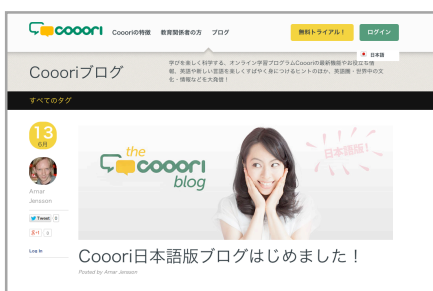 cooori
Coooriの特徴 教育関係者の方 ブログ
無料トライアル！
ログイン
日本語
Coooriブログ
学びを楽しく科学する、オンライン学習プログラムCoooriの最新機能やお役立ち情
報、英語や新しい言語を楽しくすばやく身につけるヒントのほか、英語圏・世界中の文
化・情報などを大発信！
すべてのタグ
13
6月
Amar
Jensson
Tweet 0
+1 0
Log In
the
cooori
blog
日本語版！
Cooori日本語版ブログはじめました！
Posted by Amar Jensson